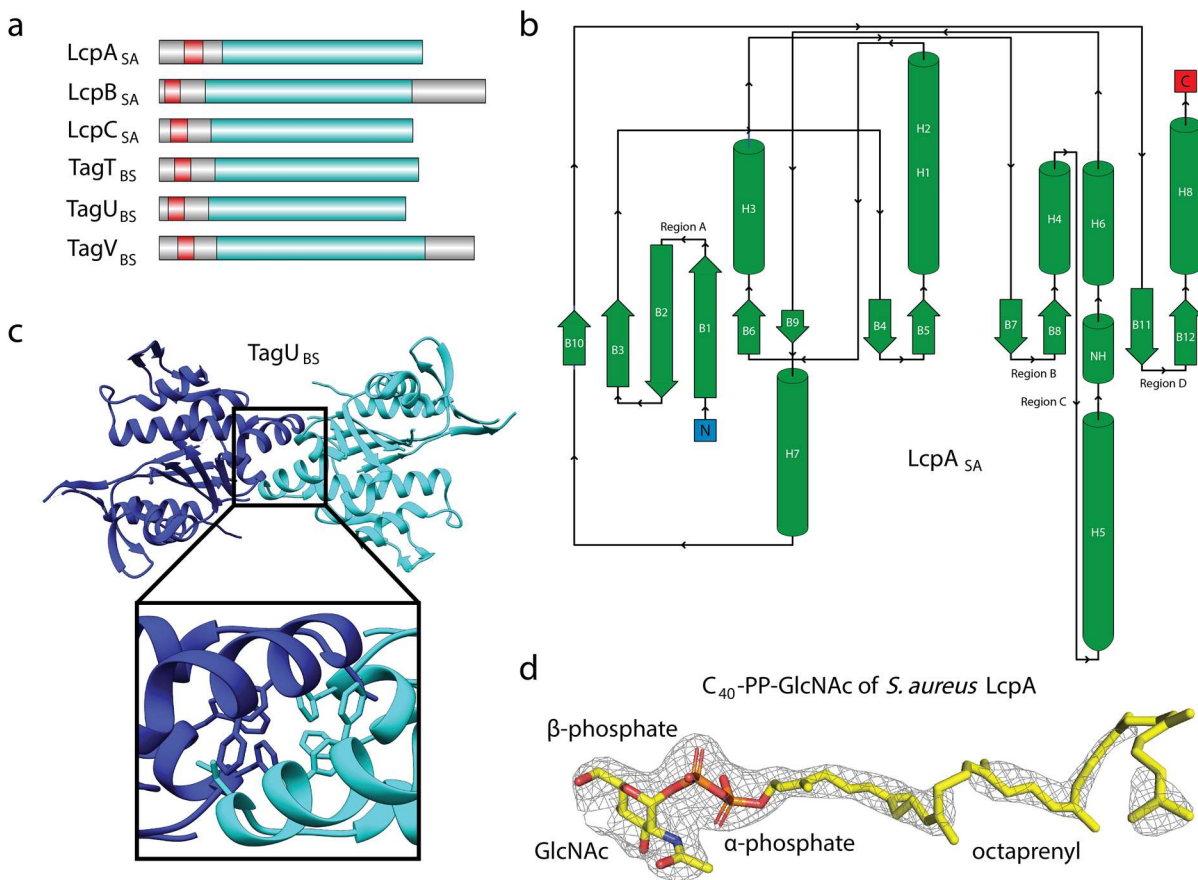 a
LcpA SA
LcpB SA
LcpC SA
TagT BS
TagU BS
TagV BS
b
C
H2
H1
H8
H3
H4
H6
Region A
B2
B1
B10
B3
B6
B9
B4
B5
B7
B8
NH
B11
B12
Region B
Region C
Region D
N
H7
LcpA SA
H5
c
TagU BS
d
C40-PP-GlcNAc of S. aureus LcpA
β-phosphate
GlcNAc
α-phosphate
octaprenyl